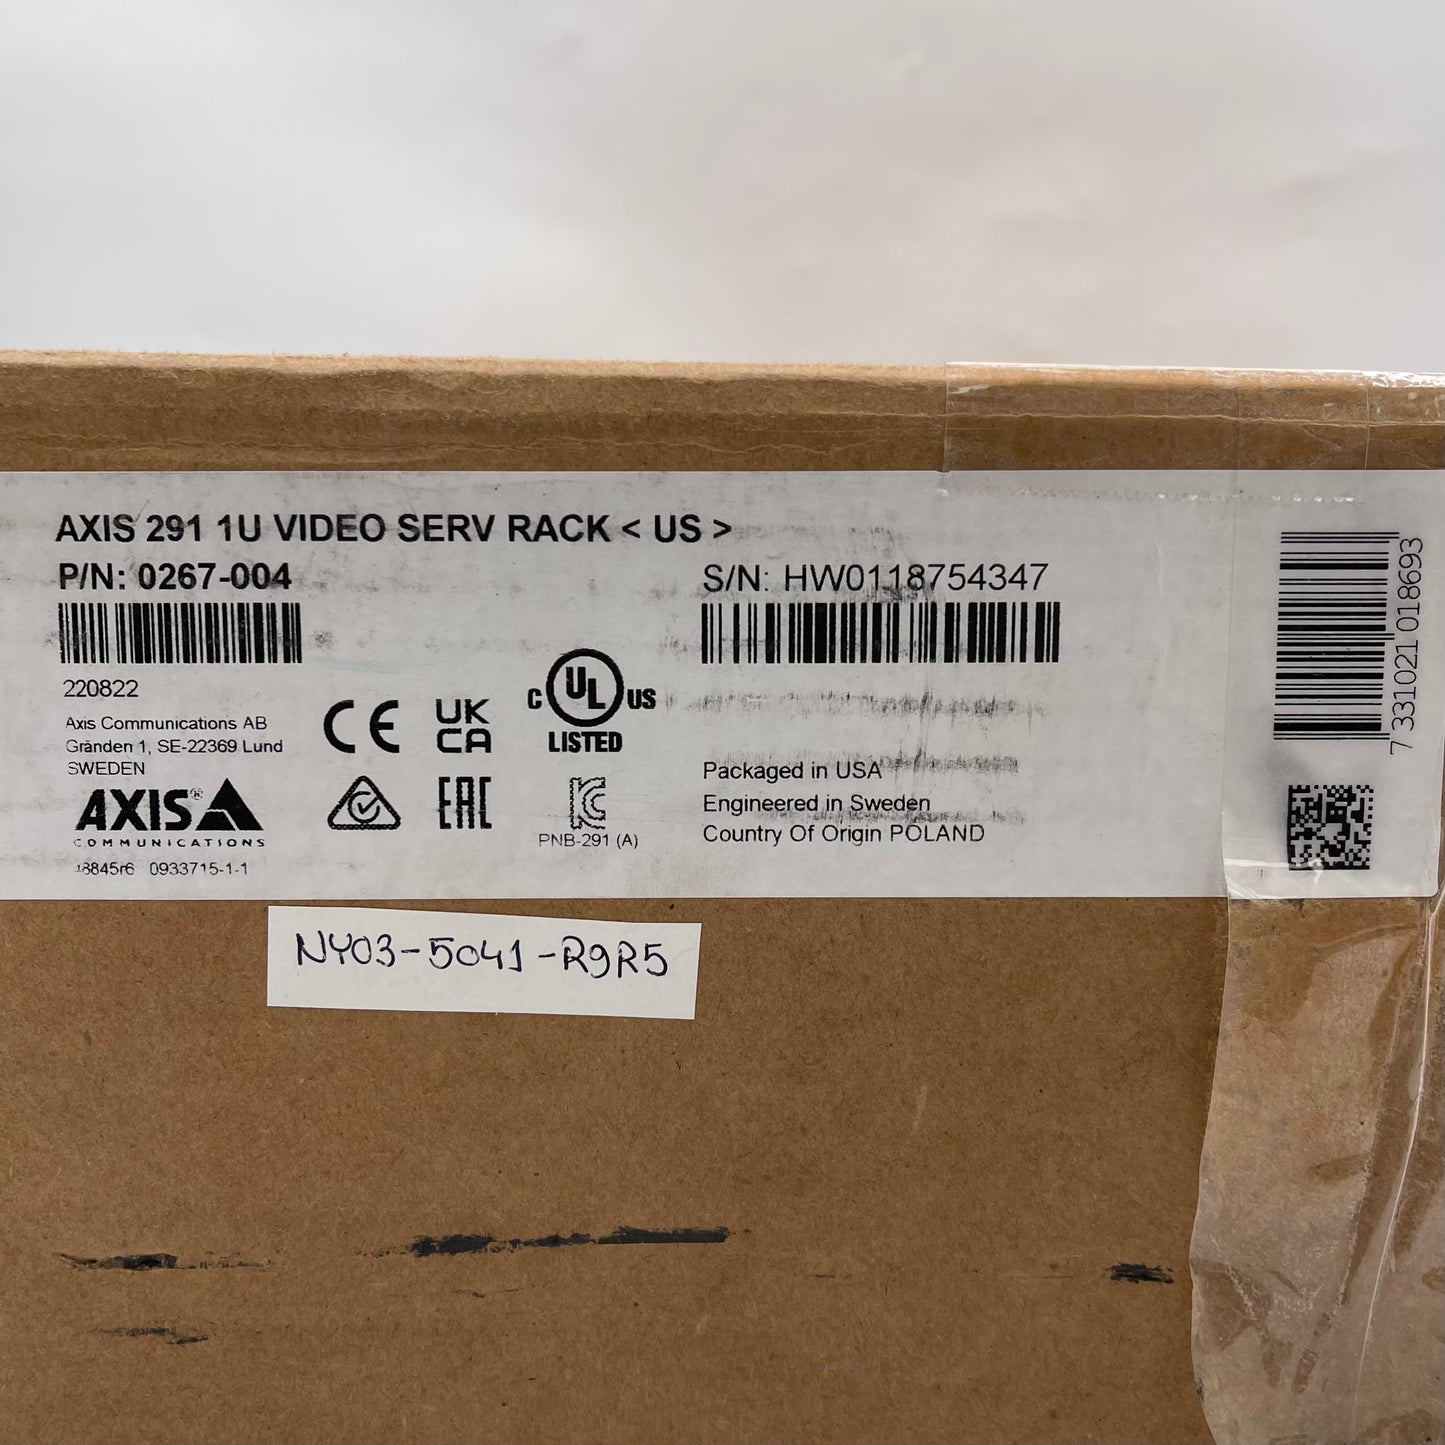 AXIS 291 1U VIDEO SERV RACK < US >
P/N: 0267-004
S/N: HW0118754347
220822
Axis Communications AB
Gränden 1, SE-22369 Lund
SWEDEN
AXIS®
COMMUNICATIONS
0933715-1-1
CE
UK
CA
EAC
C UL US
LISTED
KC
PNB-291 (A)
Packaged in USA
Engineered in Sweden
Country Of Origin POLAND
7 331021 018693
NY03-5041-R9R5